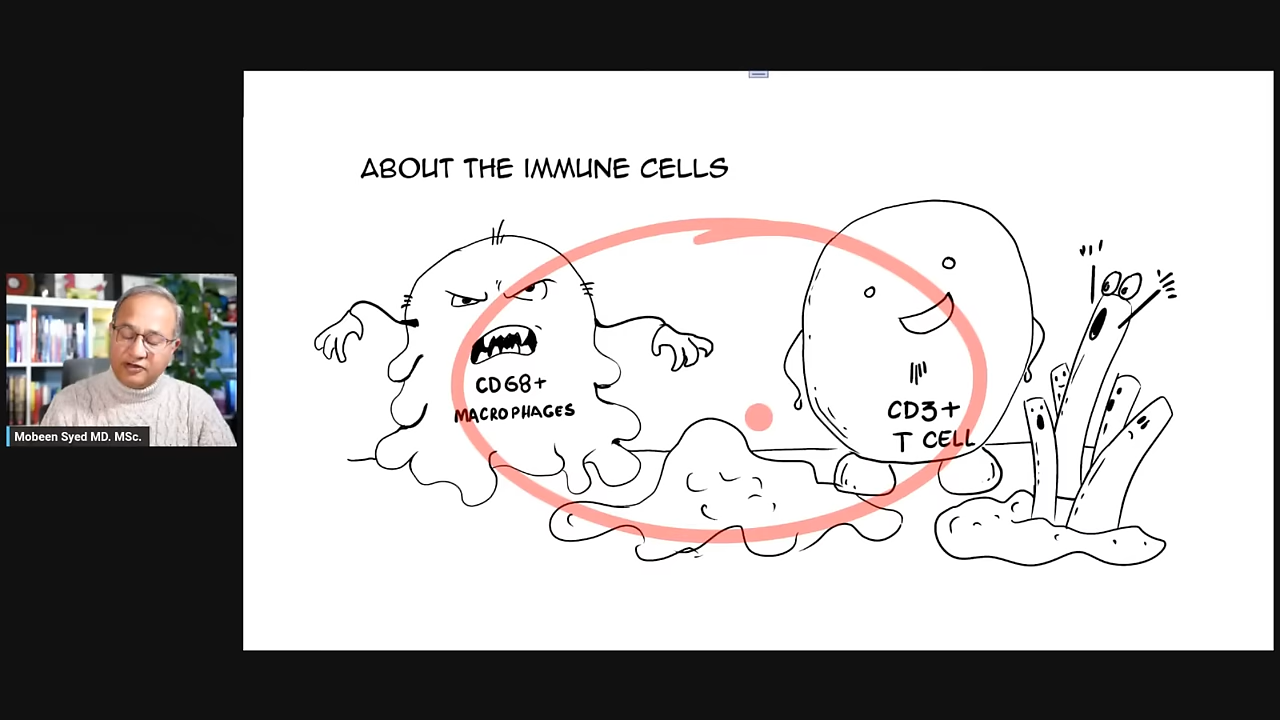 ABOUT THE IMMUNE CELLS
CD68+
MACROPHAGES
CD3+
T CELL
Mobeen Syed MD. MSc.